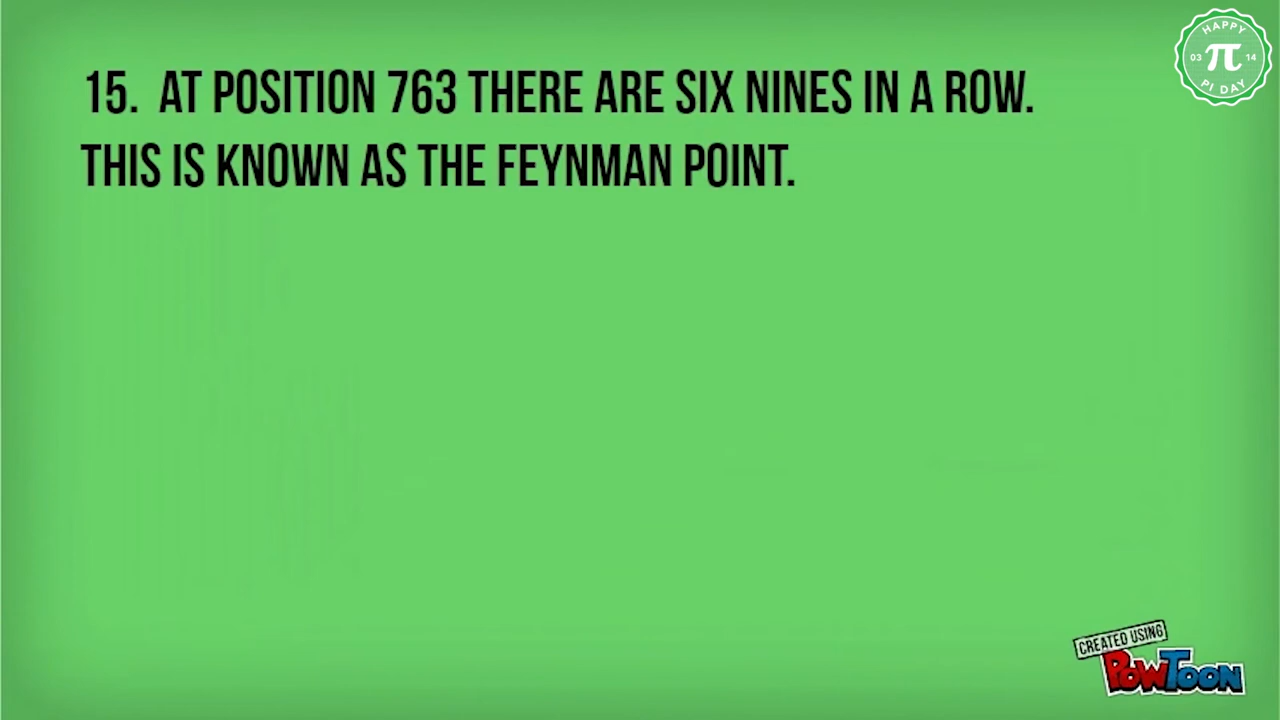 15. AT POSITION 763 THERE ARE SIX NINES IN A ROW.
THIS IS KNOWN AS THE FEYNMAN POINT.
HAPPY
03 π 14
PI DAY
CREATED USING
POWTOON